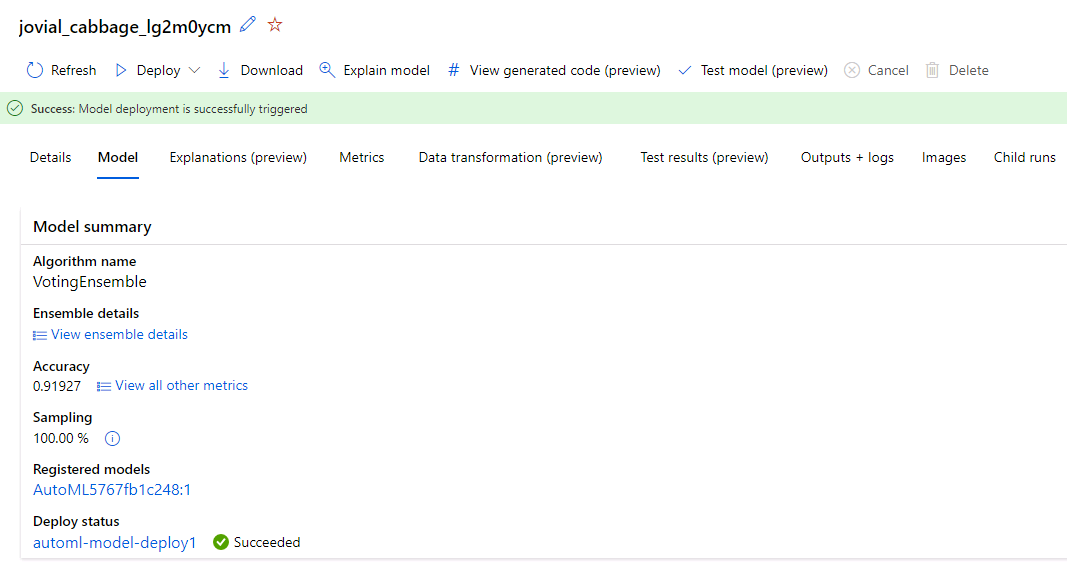 jovial_cabbage_lg2m0ycm
Refresh Deploy Download Explain model # View generated code (preview) Test model (preview) Cancel Delete
Success: Model deployment is successfully triggered
Details Model Explanations (preview) Metrics Data transformation (preview) Test results (preview) Outputs + logs Images Child runs
Model summary
Algorithm name
VotingEnsemble
Ensemble details
View ensemble details
Accuracy
0.91927 View all other metrics
Sampling
100.00 %
Registered models
AutoML5767fb1c248:1
Deploy status
automl-model-deploy1 Succeeded